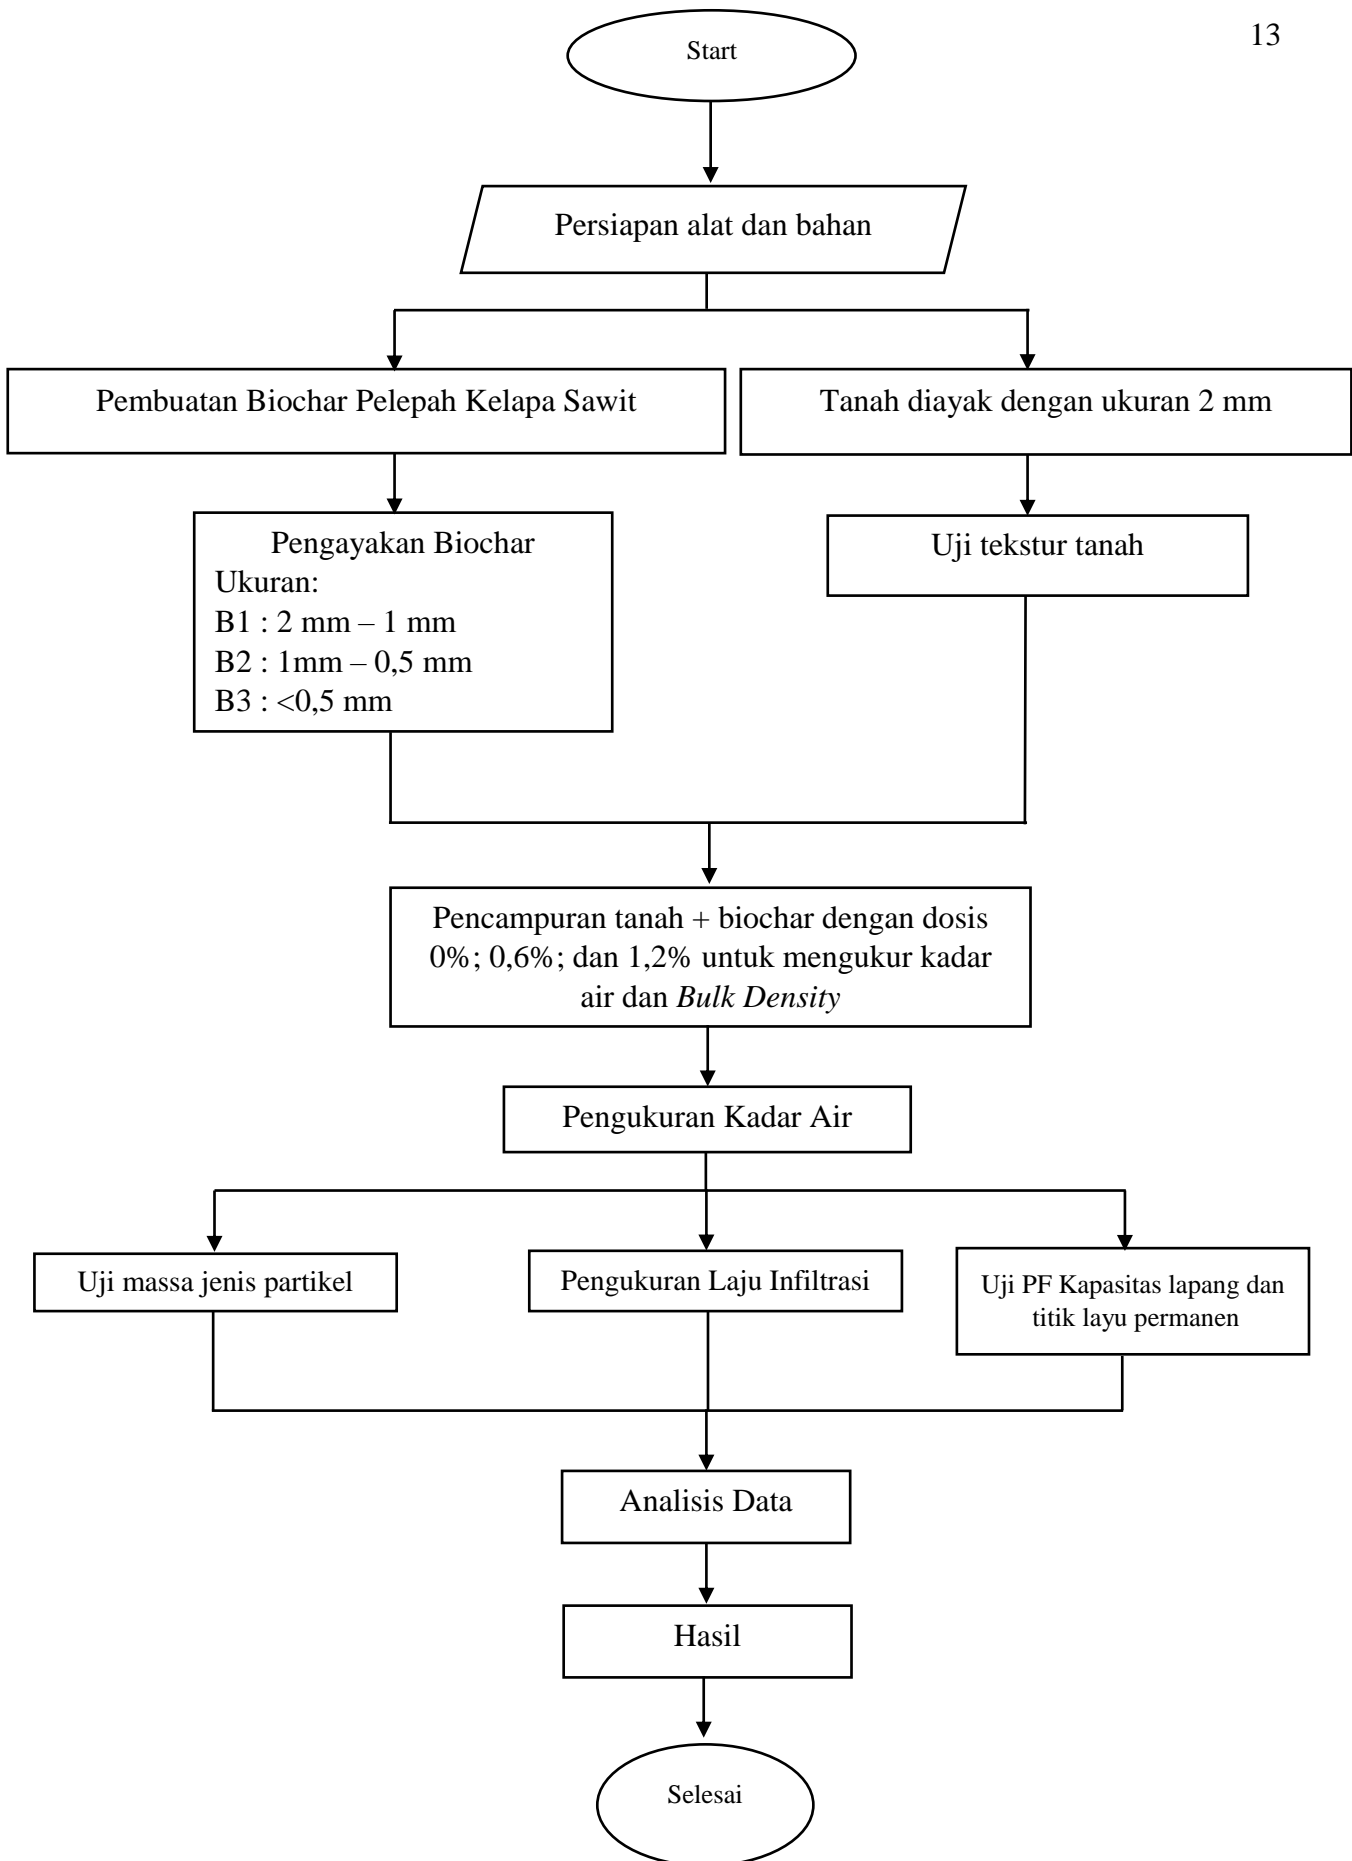 13
Start
Persiapan alat dan bahan
Pembuatan Biochar Pelepah Kelapa Sawit
Tanah diayak dengan ukuran 2 mm
Pengayakan Biochar
Ukuran:
B1 : 2 mm – 1 mm
B2 : 1mm – 0,5 mm
B3 : <0,5 mm
Uji tekstur tanah
Pencampuran tanah + biochar dengan dosis
0%; 0,6%; dan 1,2% untuk mengukur kadar
air dan Bulk Density
Pengukuran Kadar Air
Uji massa jenis partikel
Pengukuran Laju Infiltrasi
Uji PF Kapasitas lapang dan
titik layu permanen
Analisis Data
Hasil
Selesai